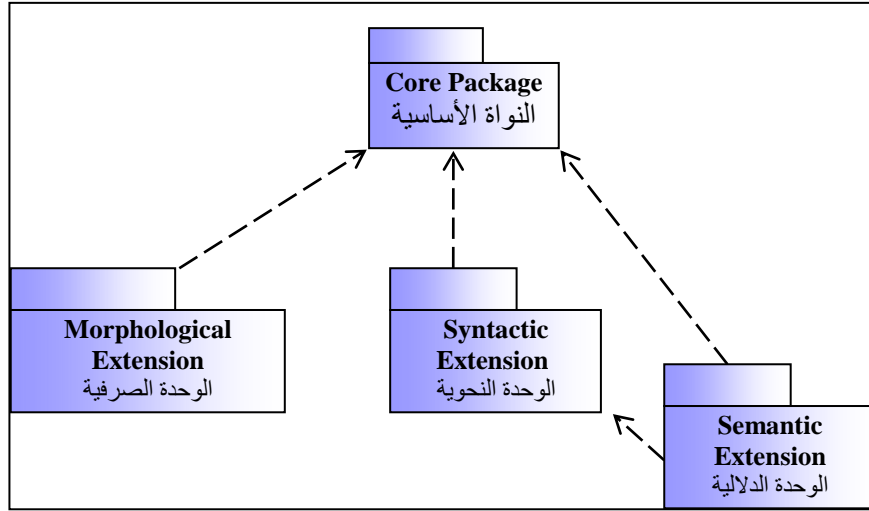 Core Package
النواة الأساسية
Morphological
Extension
الوحدة الصرفية
Syntactic
Extension
الوحدة النحوية
Semantic
Extension
الوحدة الدلالية